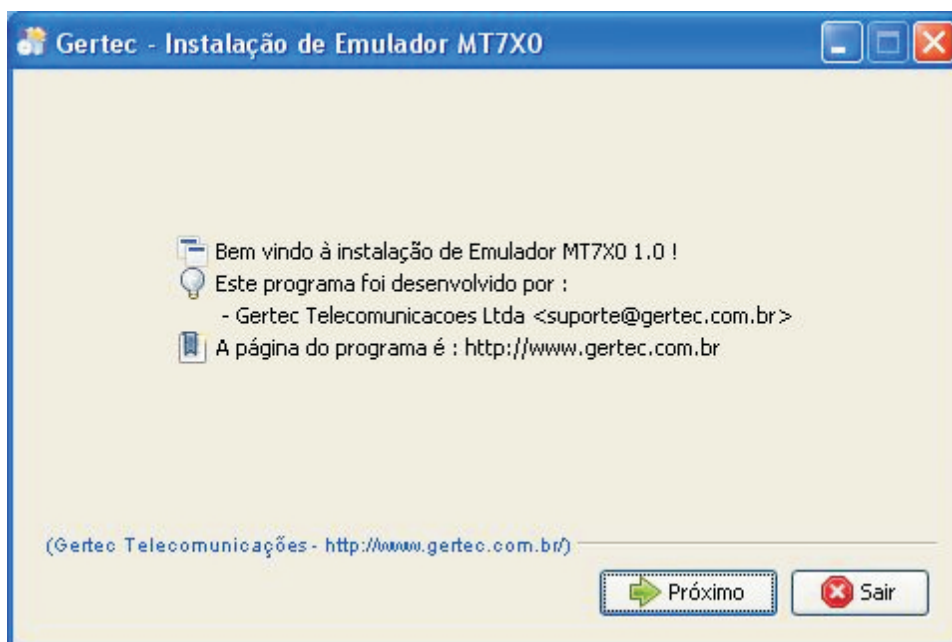 Gertec - Instalação de Emulador MT7X0
Bem vindo à instalação de Emulador MT7X0 1.0 !
Este programa foi desenvolvido por :
- Gertec Telecomunicacoes Ltda <suporte@gertec.com.br>
A página do programa é : http://www.gertec.com.br
(Gertec Telecomunicações - http://www.gertec.com.br/)
Próximo
Sair